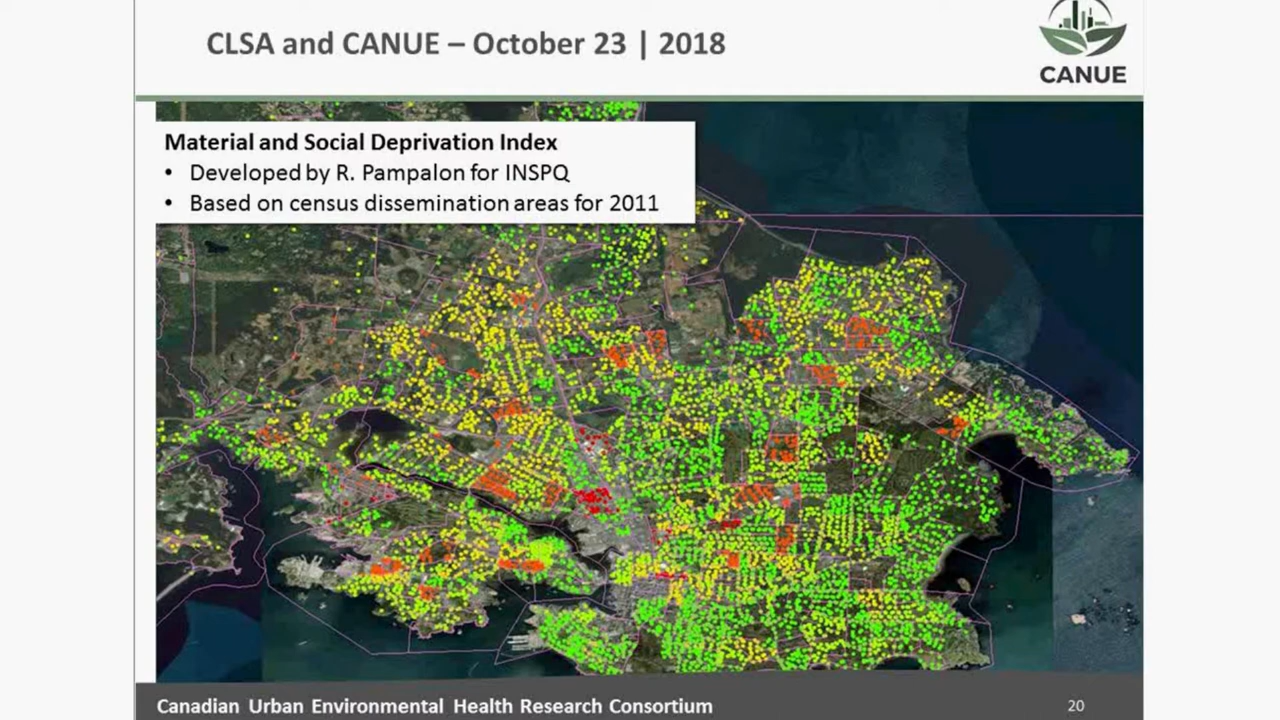 CLSA and CANUE – October 23 | 2018
CANUE
Material and Social Deprivation Index
• Developed by R. Pampalon for INSPQ
• Based on census dissemination areas for 2011
Canadian Urban Environmental Health Research Consortium
20